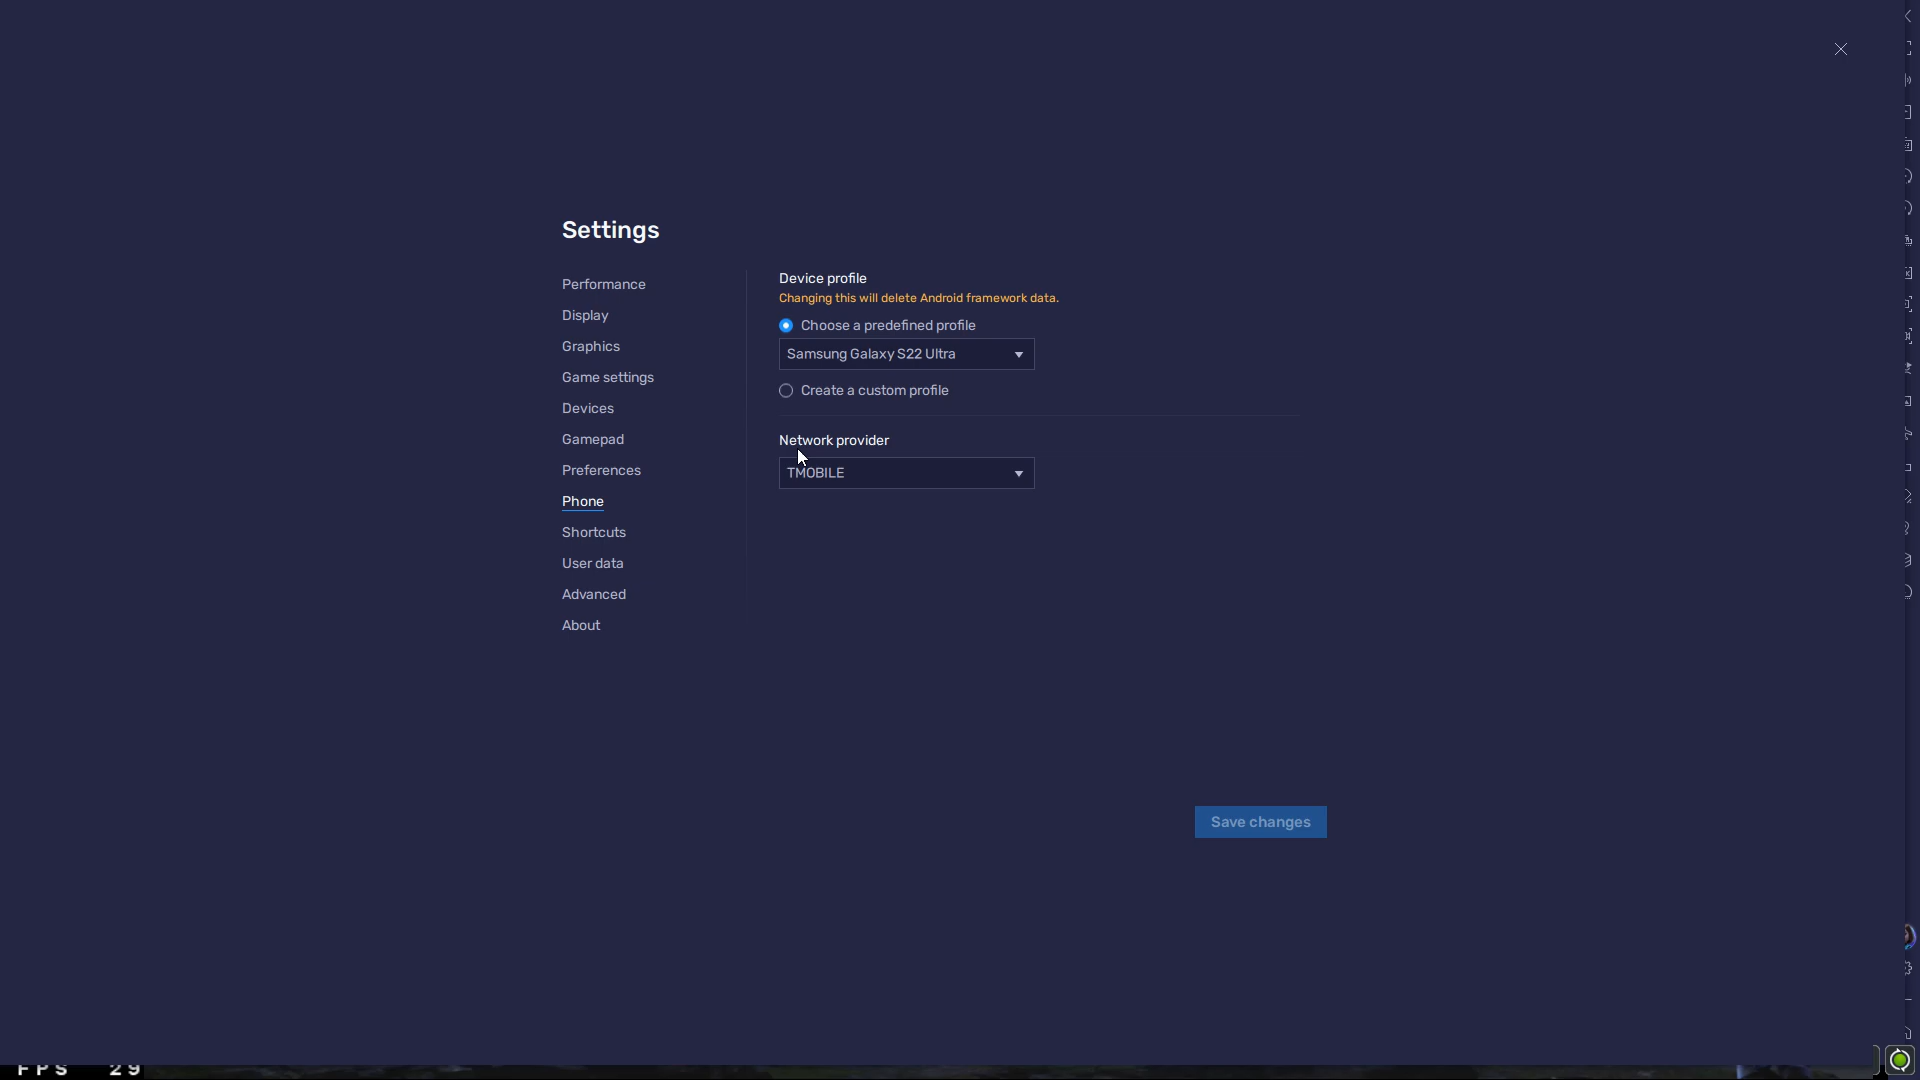 Settings
Performance
Display
Graphics
Game settings
Devices
Gamepad
Preferences
Phone
Shortcuts
User data
Advanced
About
Device profile
Changing this will delete Android framework data.
Choose a predefined profile
Samsung Galaxy S22 Ultra
Create a custom profile
Network provider
TMOBILE
Save changes
FPS 29